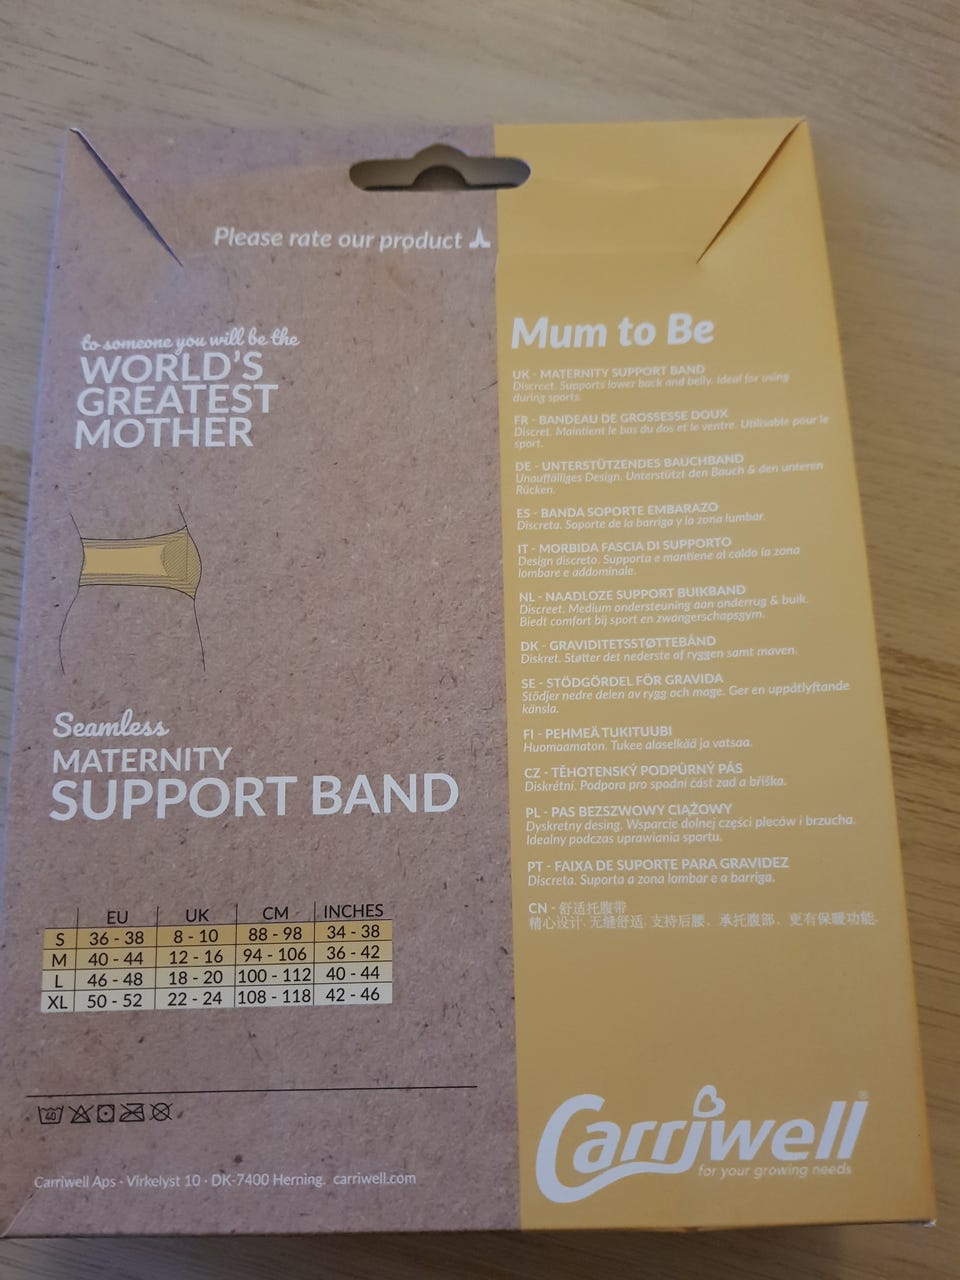 Please rate our product
to someone you will be the
WORLD'S
GREATEST
MOTHER
Seamless
MATERNITY
SUPPORT BAND
EU UK CM INCHES
S 36 - 38 8 - 10 88 - 98 34 - 38
M 40 - 44 12 - 16 94 - 106 36 - 42
L 46 - 48 18 - 20 100 - 112 40 - 44
XL 50 - 52 22 - 24 108 - 118 42 - 46
40
Carriwell Aps · Virkelyst 10 · DK-7400 Herning. carriwell.com
Mum to Be
UK - MATERNITY SUPPORT BAND
Discreet. Supports lower back and belly. Ideal for using
during sports.
FR - BANDEAU DE GROSSESSE DOUX
Discret. Maintient le bas du dos et le ventre. Utilisable pour le
sport.
DE - UNTERSTÜTZENDES BAUCHBAND
Unauffälliges Design. Unterstützt den Bauch & den unteren
Rücken.
ES - BANDA SOPORTE EMBARAZO
Discreta. Soporte de la barriga y la zona lumbar.
IT - MORBIDA FASCIA DI SUPPORTO
Design discreto. Supporta e mantiene al caldo la zona
lombare e addominale.
NL - NAADLOZE SUPPORT BUIKBAND
Discreet. Medium ondersteuning aan onderrug & buik.
Biedt comfort bij sport en zwangerschapsgym.
DK - GRAVIDITETSSTØTTEBÅND
Diskret. Støtter det nederste af ryggen samt maven.
SE - STÖDGÖRDEL FÖR GRAVIDA
Stödjer nedre delen av rygg och mage. Ger en uppåtlyftande
känsla.
FI - PEHMEÄ TUKITUUBI
Huomaamaton. Tukee alaselkää ja vatsaa.
CZ - TĚHOTENSKÝ PODPŮRNÝ PÁS
Diskrétní. Podpora pro spodní část zad a bříška.
PL - PAS BEZSZWOWY CIĄŻOWY
Dyskretny desing. Wsparcie dolnej części pleców i brzucha.
Idealny podczas uprawiania sportu.
PT - FAIXA DE SUPORTE PARA GRAVIDEZ
Discreta. Suporta a zona lombar e a barriga.
CN - 舒适托腹带
精心设计. 无缝舒适. 支持后腰、承托腹部、更有保暖功能.
Carriwell®
for your growing needs